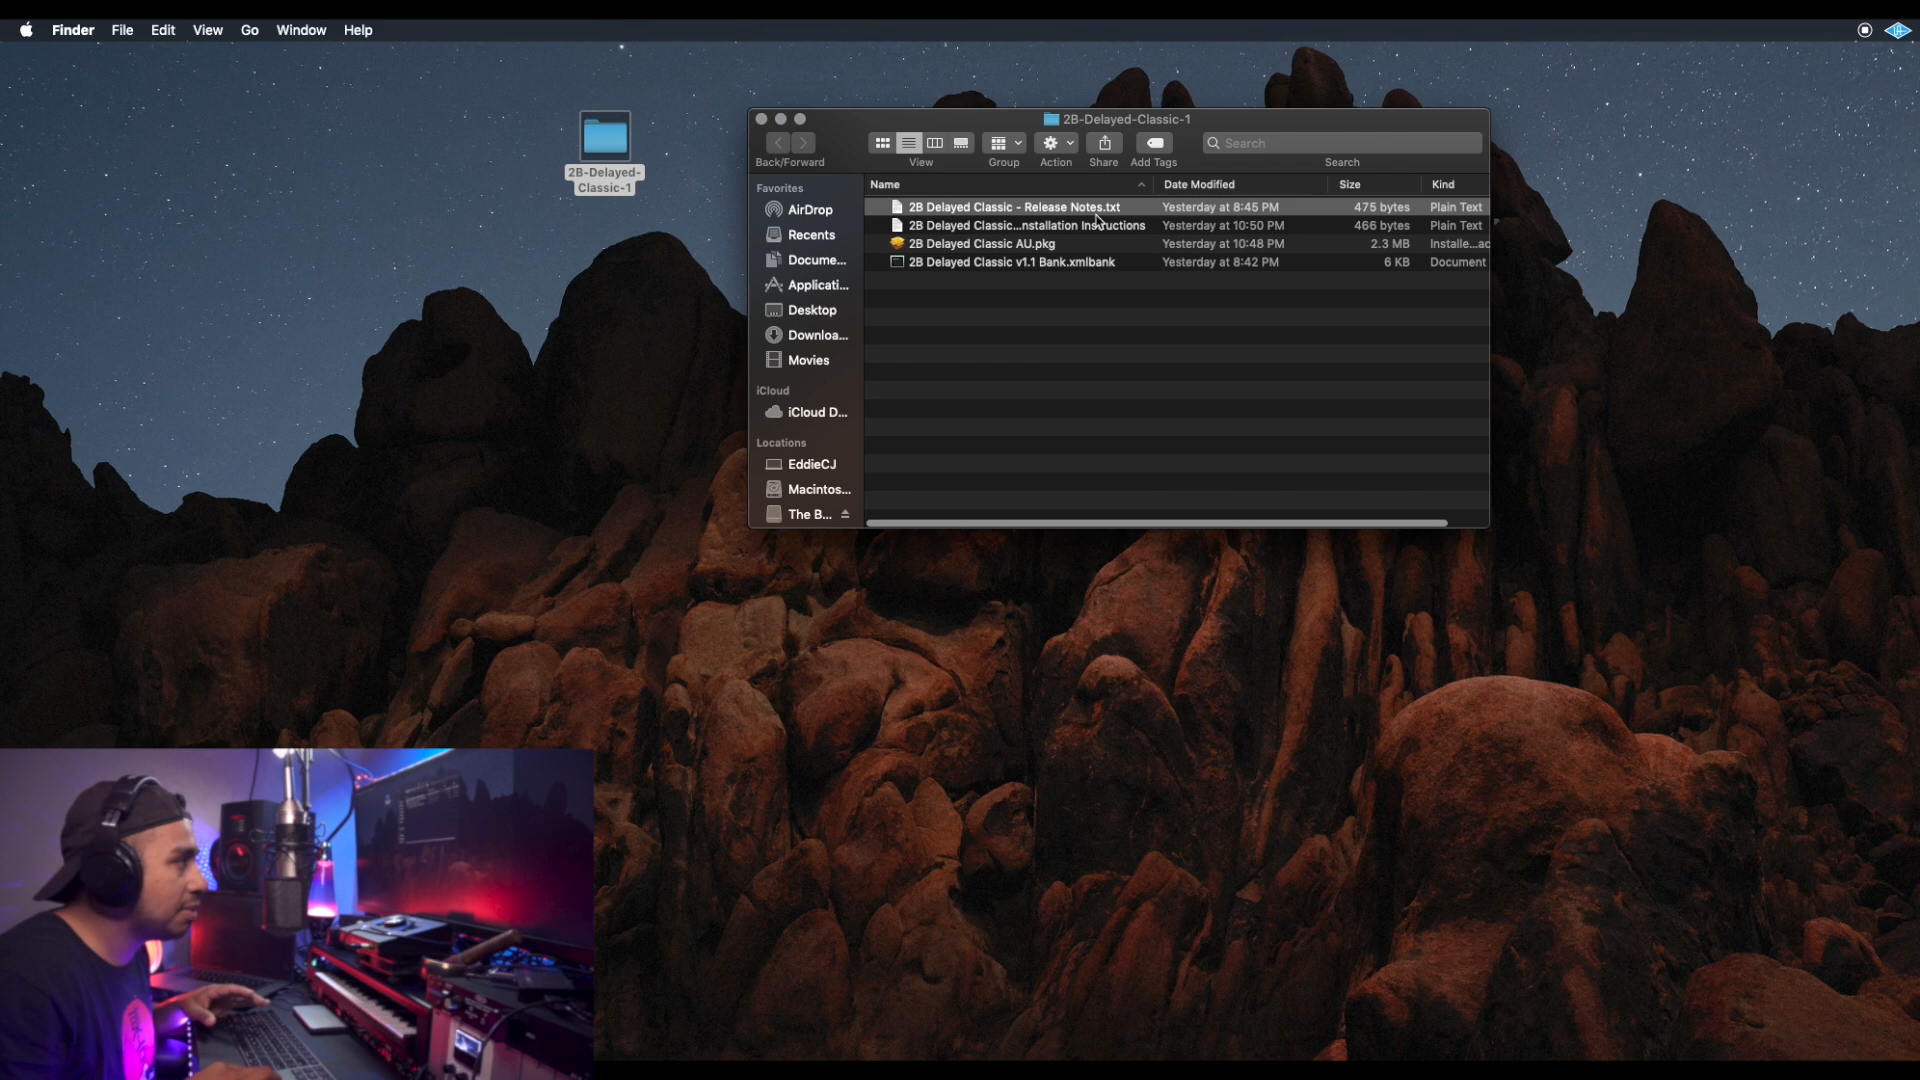 Finder File Edit View Go Window Help
2B-Delayed-
Classic-1
2B-Delayed-Classic-1
Search
Back/Forward View Group Action Share Add Tags Search
Favorites
AirDrop
Recents
Docume...
Applicati...
Desktop
Downloa...
Movies
iCloud
iCloud D...
Locations
EddieCJ
Macintos...
The B...
Name Date Modified Size Kind
2B Delayed Classic - Release Notes.txt Yesterday at 8:45 PM 475 bytes Plain Text
2B Delayed Classic...nstallation Instructions Yesterday at 10:50 PM 466 bytes Plain Text
2B Delayed Classic AU.pkg Yesterday at 10:48 PM 2.3 MB Installe...ac
2B Delayed Classic v1.1 Bank.xmlbank Yesterday at 8:42 PM 6 KB Document